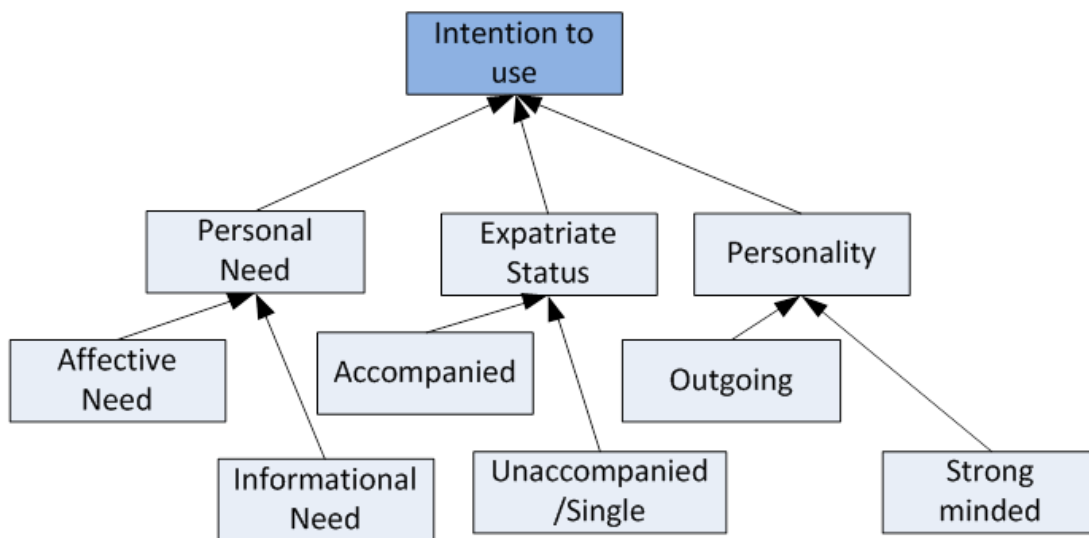 Intention to
use
Personal
Need
Expatriate
Status
Personality
Affective
Need
Accompanied
Outgoing
Informational
Need
Unaccompanied
/Single
Strong
minded